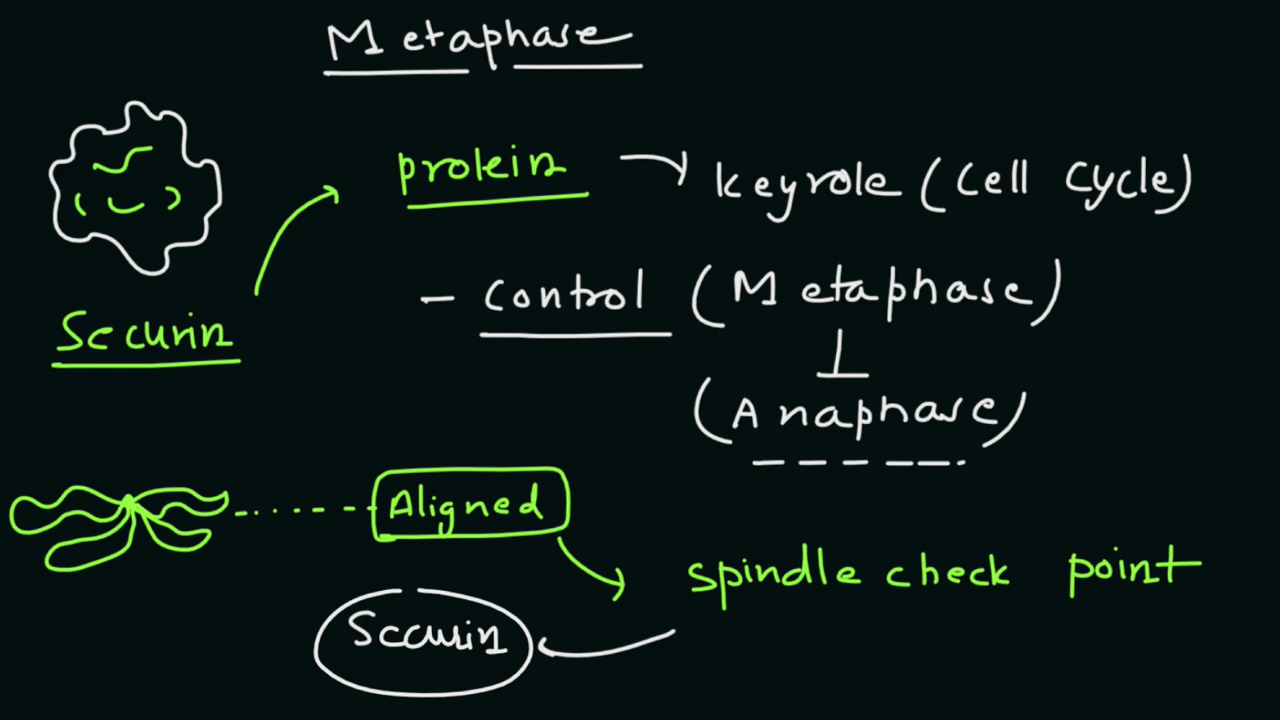 Metaphase
protein → keyrole (cell cycle)
Securin
- control (Metaphase)
(Anaphase)
Aligned
spindle check point
Securin